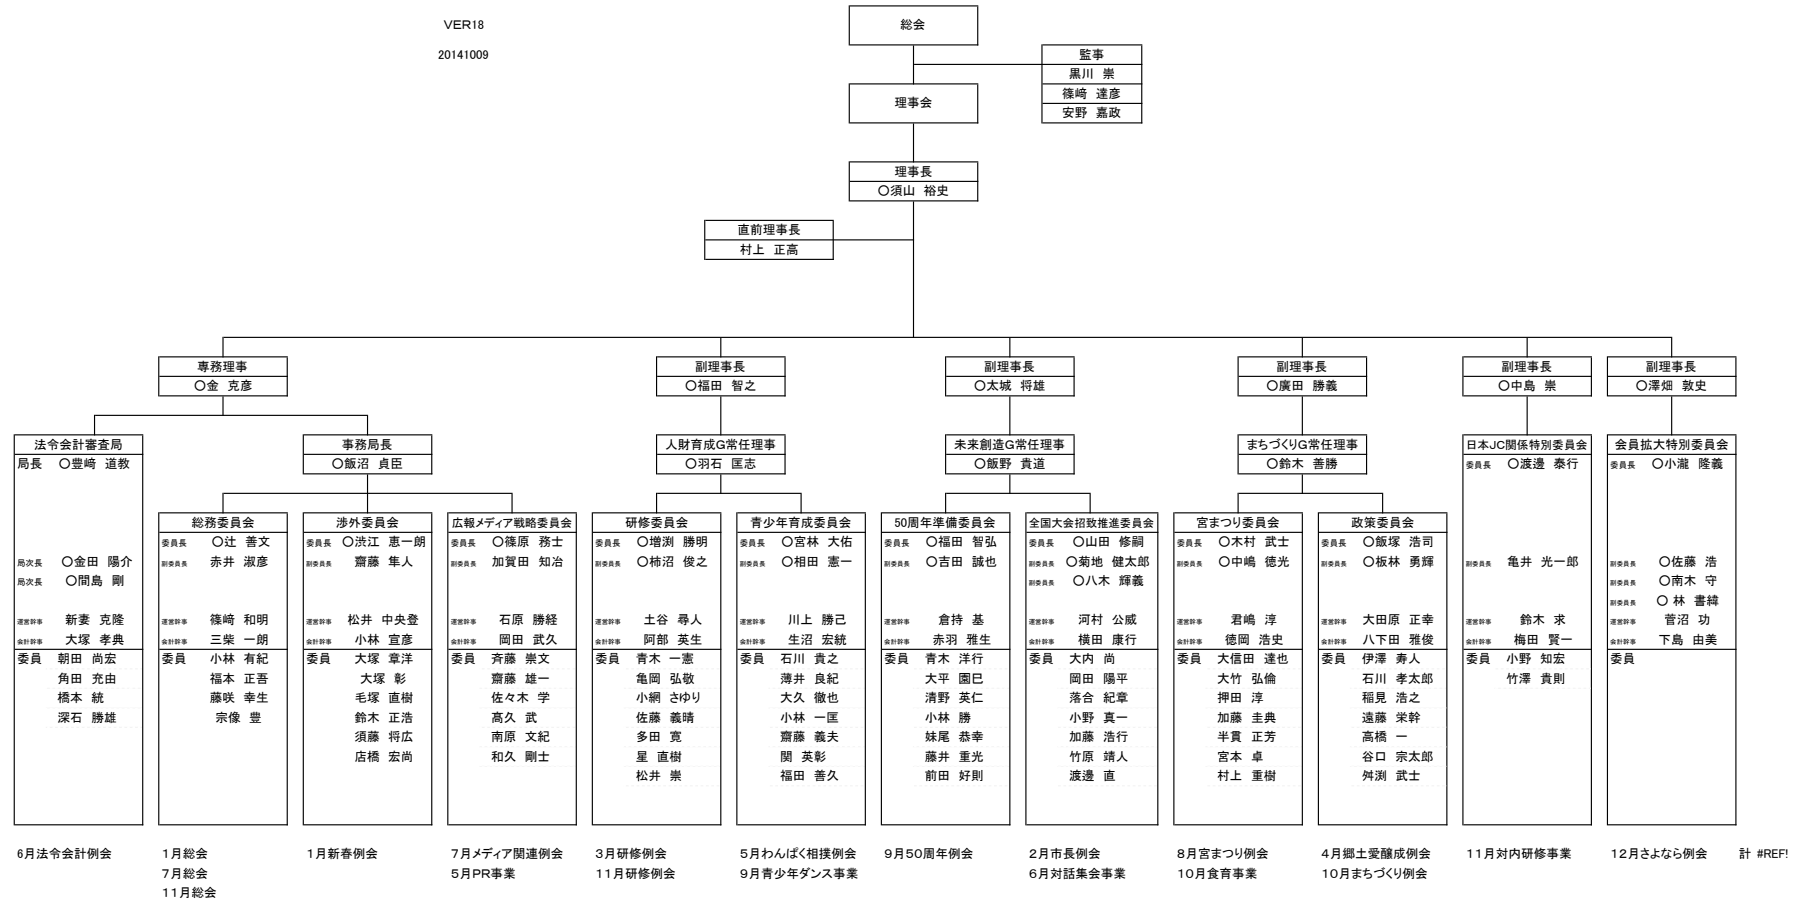 VER18
20141009
総会
監事
黒川 崇
篠﨑 達彦
安野 嘉政
理事会
理事長
〇須山 裕史
直前理事長
村上 正高
専務理事
〇金 克彦
副理事長
〇福田 智之
副理事長
〇太城 将雄
副理事長
〇廣田 勝義
副理事長
〇中島 崇
副理事長
〇澤畑 敦史
法令会計審査局
局長 〇豊﨑 道教
局次長 〇金田 陽介
局次長 〇間島 剛
運営幹事 新妻 克隆
会計幹事 大塚 孝典
委員 朝田 尚宏
角田 充由
橋本 統
深石 勝雄
6月法令会計例会
事務局長
〇飯沼 貞臣
総務委員会
委員長 〇辻 善文
副委員長 赤井 淑彦
運営幹事 篠﨑 和明
会計幹事 三柴 一朗
委員 小林 有紀
福本 正吾
藤咲 幸生
宗像 豊
1月総会
7月総会
11月総会
渉外委員会
委員長 〇渋江 恵一朗
副委員長 齋藤 隼人
運営幹事 松井 中央登
会計幹事 小林 宣彦
委員 大塚 章洋
大塚 彰
毛塚 直樹
鈴木 正浩
須藤 将広
店橋 宏尚
1月新春例会
広報メディア戦略委員会
委員長 〇篠原 務士
副委員長 加賀田 知冶
運営幹事 石原 勝経
会計幹事 岡田 武久
委員 斉藤 崇文
齋藤 雄一
佐々木 学
高久 武
南原 文紀
和久 剛士
7月メディア関連例会
5月PR事業
人財育成G常任理事
〇羽石 匡志
研修委員会
委員長 〇増渕 勝明
副委員長 〇柿沼 俊之
運営幹事 土谷 尋人
会計幹事 阿部 英生
委員 青木 一憲
亀岡 弘敬
小網 さゆり
佐藤 義晴
多田 寛
星 直樹
松井 崇
3月研修例会
11月研修例会
青少年育成委員会
委員長 〇宮林 大佑
副委員長 〇相田 憲一
運営幹事 川上 勝己
会計幹事 生沼 宏統
委員 石川 貴之
薄井 良紀
大久 徹也
小林 一匡
齋藤 義夫
関 英彰
福田 善久
5月わんぱく相撲例会
9月青少年ダンス事業
未来創造G常任理事
〇飯野 貴道
50周年準備委員会
委員長 〇福田 智弘
副委員長 〇吉田 誠也
運営幹事 倉持 基
会計幹事 赤羽 雅生
委員 青木 洋行
大平 園巳
清野 英仁
小林 勝
妹尾 恭幸
藤井 重光
前田 好則
9月50周年例会
全国大会招致推進委員会
委員長 〇山田 修嗣
副委員長 〇菊地 健太郎
副委員長 〇八木 輝義
運営幹事 河村 公威
会計幹事 横田 康行
委員 大内 尚
岡田 陽平
落合 紀章
小野 真一
加藤 浩行
竹原 靖人
渡邊 直
2月市長例会
6月対話集会事業
まちづくりG常任理事
〇鈴木 善勝
宮まつり委員会
委員長 〇木村 武士
副委員長 〇中嶋 徳光
運営幹事 君嶋 淳
会計幹事 徳岡 浩史
委員 大信田 達也
大竹 弘倫
押田 淳
加藤 圭典
半貫 正芳
宮本 卓
村上 重樹
8月宮まつり例会
10月食育事業
政策委員会
委員長 〇飯塚 浩司
副委員長 〇板林 勇輝
運営幹事 大田原 正幸
会計幹事 八下田 雅俊
委員 伊澤 寿人
石川 孝太郎
稲見 浩之
遠藤 栄幹
高橋 一
谷口 宗太郎
舛渕 武士
4月郷土愛醸成例会
10月まちづくり例会
日本JC関係特別委員会
委員長 〇渡邊 泰行
副委員長 亀井 光一郎
運営幹事 鈴木 求
会計幹事 梅田 賢一
委員 小野 知宏
竹澤 貴則
11月対内研修事業
会員拡大特別委員会
委員長 〇小瀧 隆義
副委員長 〇佐藤 浩
副委員長 〇南木 守
副委員長 〇 林 書緯
運営幹事 菅沼 功
会計幹事 下島 由美
委員
12月さよなら例会
計 #REF!